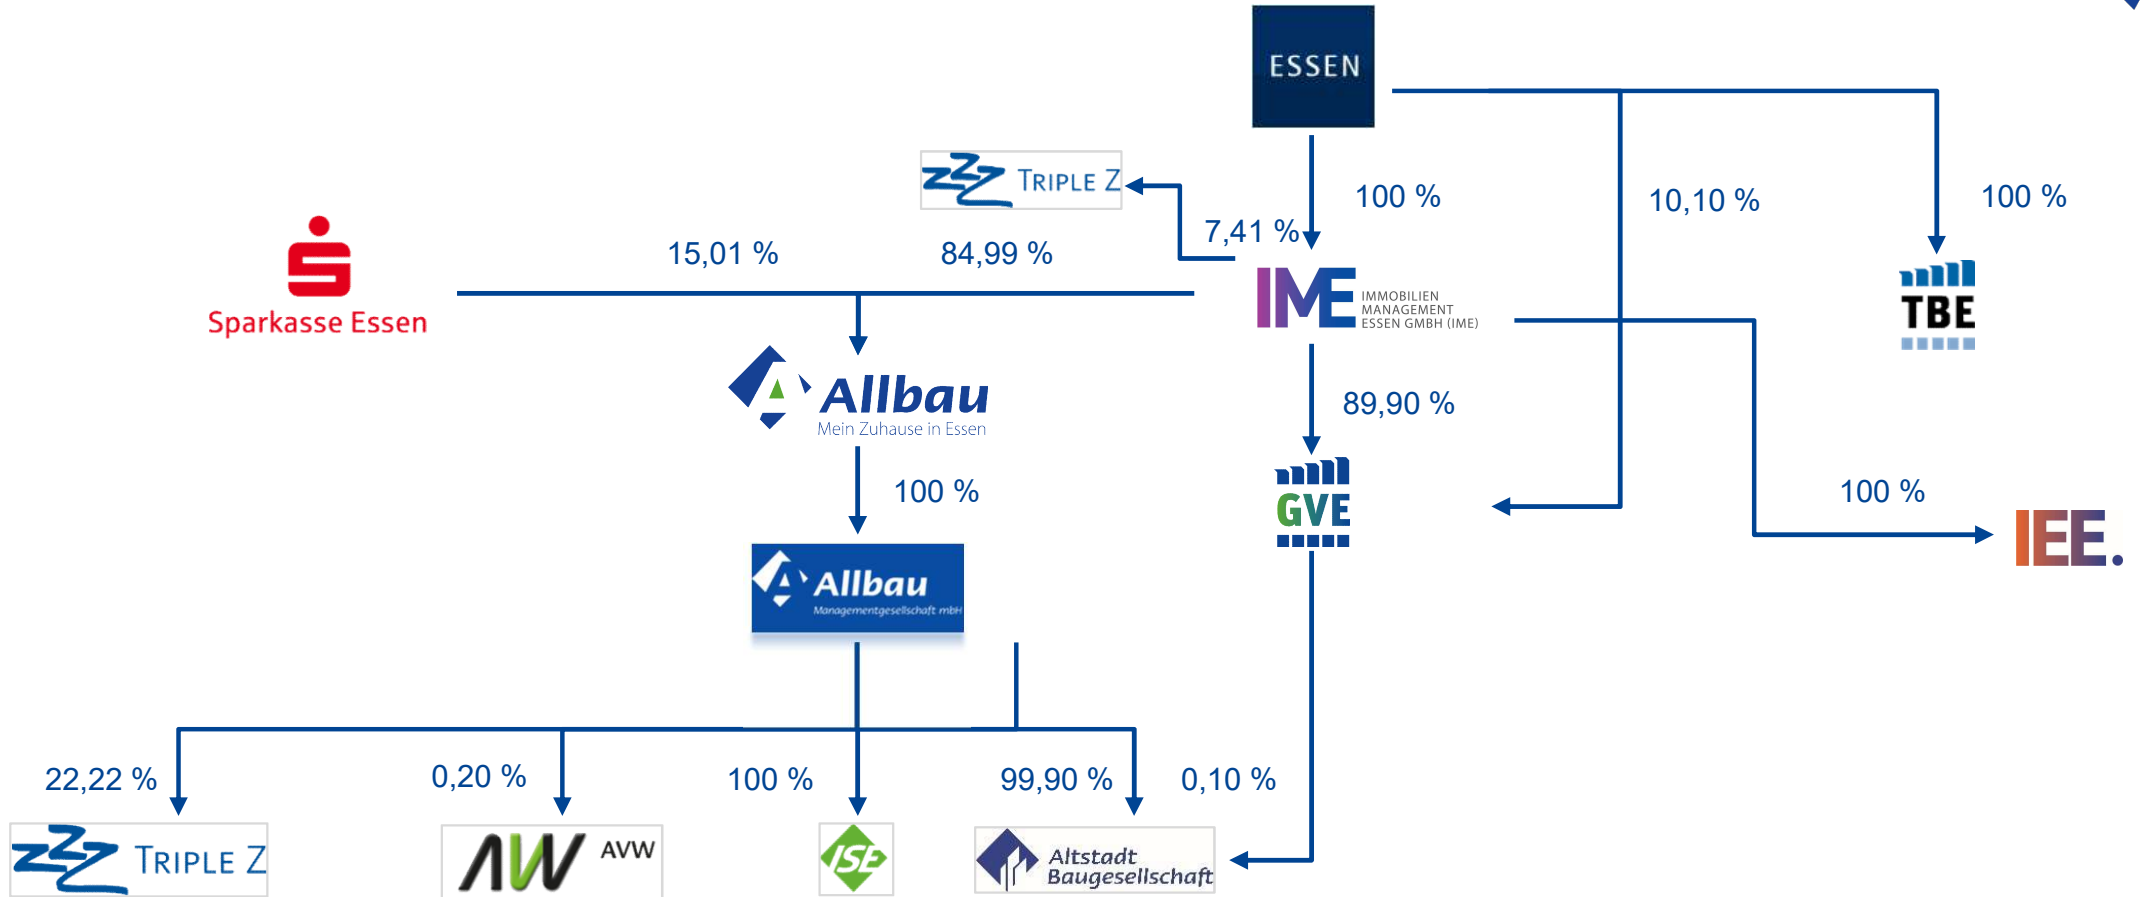 ESSEN
TRIPLE Z
100 %
10,10 %
100 %
7,41 %
15,01 %
84,99 %
Sparkasse Essen
IME
IMMOBILIEN
MANAGEMENT
ESSEN GMBH (IME)
TBE
Allbau
Mein Zuhause in Essen
89,90 %
100 %
GVE
100 %
IEE.
Allbau
Managementgesellschaft mbH
22,22 %
0,20 %
100 %
99,90 %
0,10 %
TRIPLE Z
AVW
ISE
Altstadt
Baugesellschaft